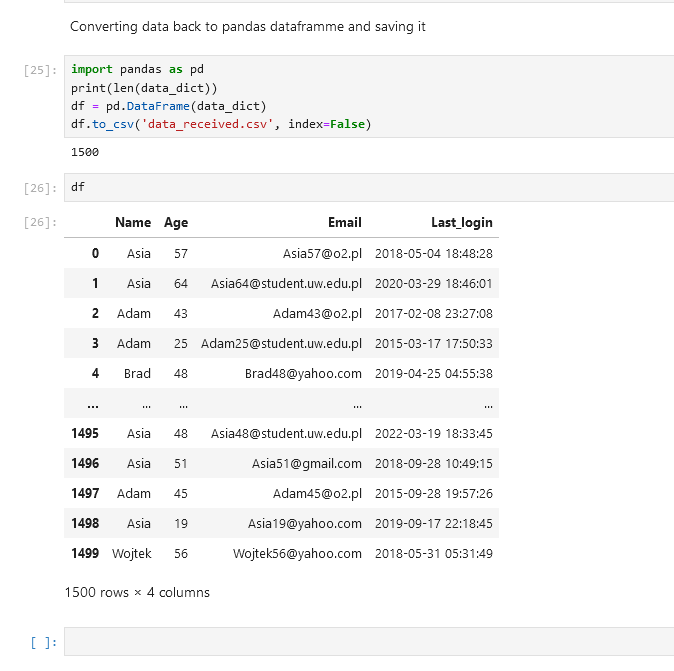 Converting data back to pandas dataframme and saving it
[25]: import pandas as pd
print(len(data_dict))
df = pd.DataFrame(data_dict)
df.to_csv('data_received.csv', index=False)
1500
[26]: df
[26]: Name Age Email Last_login
0 Asia 57 Asia57@o2.pl 2018-05-04 18:48:28
1 Asia 64 Asia64@student.uw.edu.pl 2020-03-29 18:46:01
2 Adam 43 Adam43@o2.pl 2017-02-08 23:27:08
3 Adam 25 Adam25@student.uw.edu.pl 2015-03-17 17:50:33
4 Brad 48 Brad48@yahoo.com 2019-04-25 04:55:38
... ... ... ... ...
1495 Asia 48 Asia48@student.uw.edu.pl 2022-03-19 18:33:45
1496 Asia 51 Asia51@gmail.com 2018-09-28 10:49:15
1497 Adam 45 Adam45@o2.pl 2015-09-28 19:57:26
1498 Asia 19 Asia19@yahoo.com 2019-09-17 22:18:45
1499 Wojtek 56 Wojtek56@yahoo.com 2018-05-31 05:31:49
1500 rows × 4 columns
[ ]: